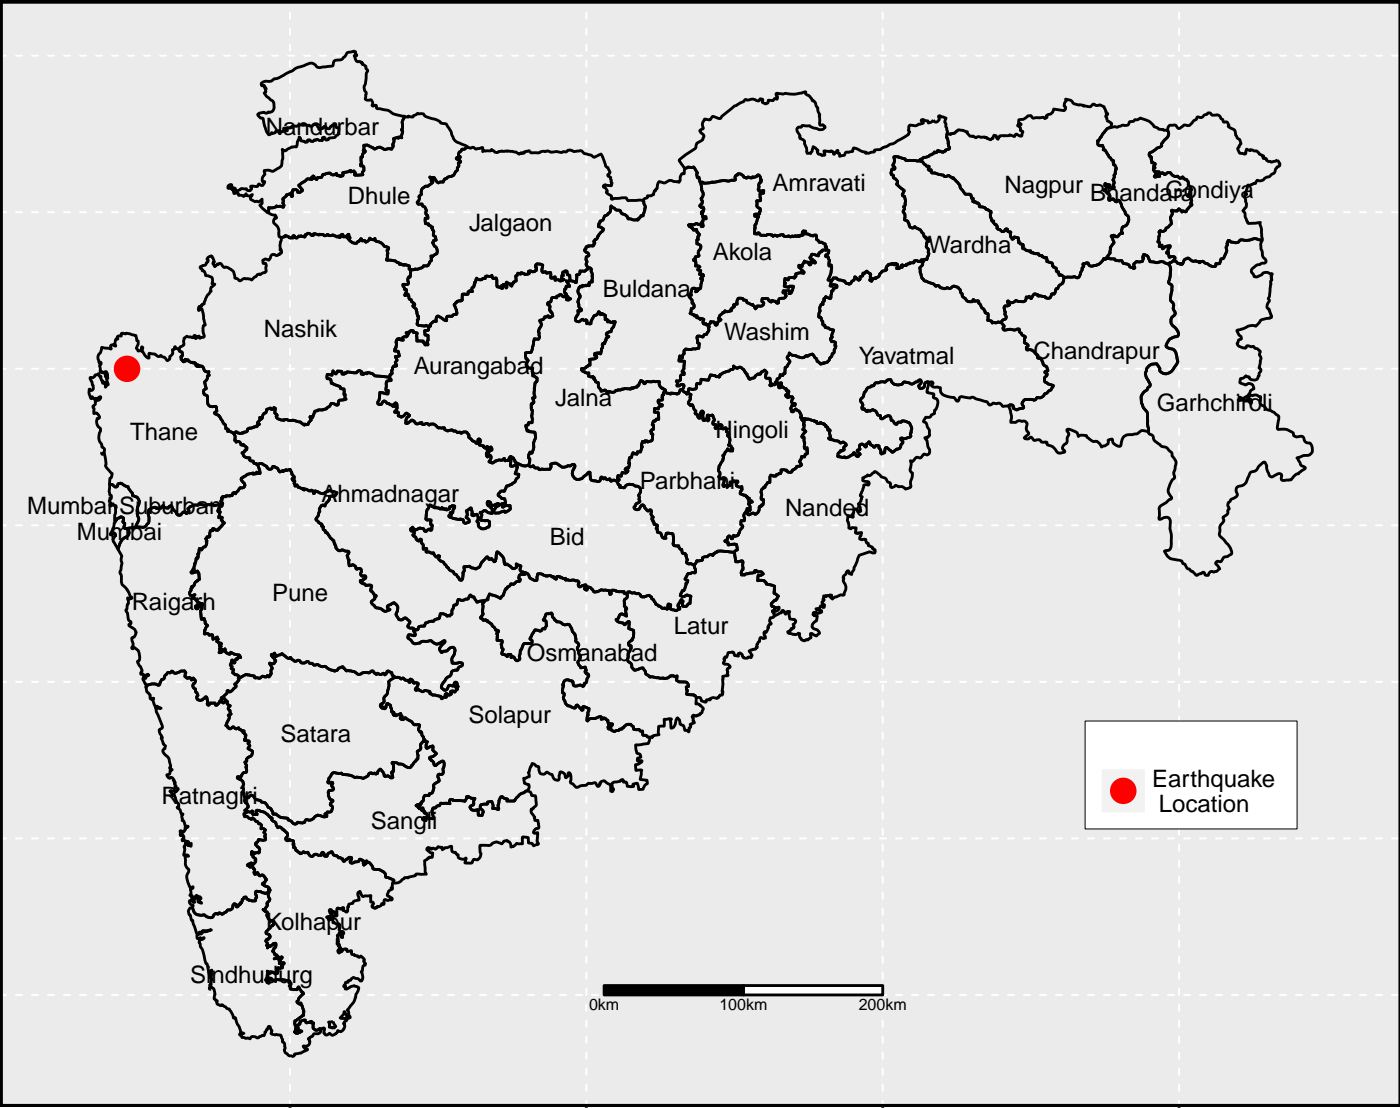 Nandurbar
Dhule
Jalgaon
Amravati
Nagpur
Bhandara
Gondiya
Akola
Wardha
Buldana
Nashik
Washim
Yavatmal
Chandrapur
Aurangabad
Jalna
Garhchiroli
Thane
Hingoli
Parbhani
Ahmadnagar
Mumbai Suburban
Nanded
Mumbai
Bid
Pune
Raigarh
Latur
Osmanabad
Solapur
Satara
Earthquake
Location
Ratnagiri
Sangli
Kolhapur
Sindhudurg
0km
100km
200km